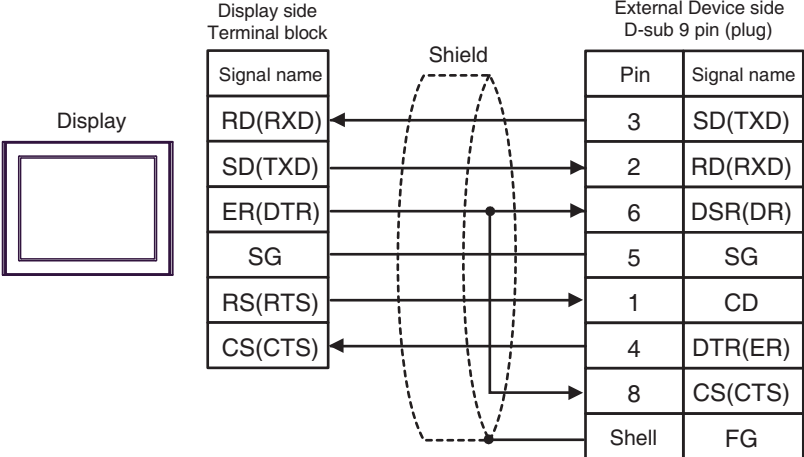 Display side
Terminal block
External Device side
D-sub 9 pin (plug)
Shield
Display
Signal name
Pin Signal name
RD(RXD) 3 SD(TXD)
SD(TXD) 2 RD(RXD)
ER(DTR) 6 DSR(DR)
SG 5 SG
RS(RTS) 1 CD
CS(CTS) 4 DTR(ER)
8 CS(CTS)
Shell FG